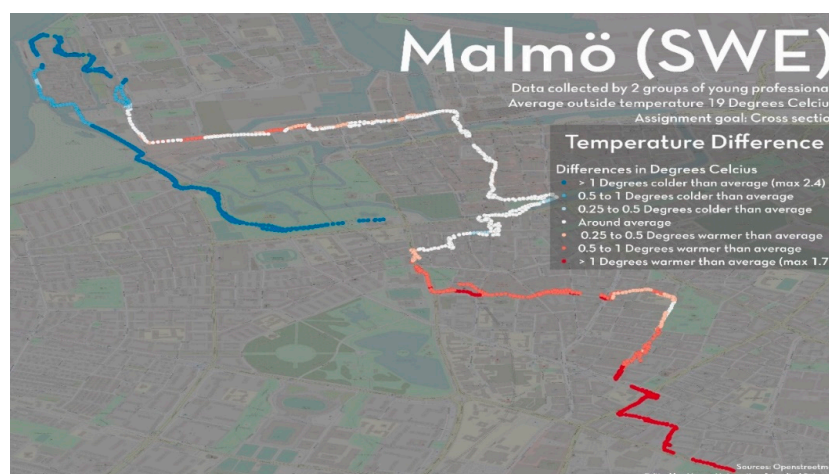 Malmö (SWE)
Data collected by 2 groups of young professiona
Average outside temperature 19 Degrees Celciu
Assignment goal: Cross sectio
Temperature Difference
Differences in Degrees Celcius
> 1 Degrees colder than average (max 2.4)
0.5 to 1 Degrees colder than average
0.25 to 0.5 Degrees colder than average
Around average
0.25 to 0.5 Degrees warmer than average
0.5 to 1 Degrees warmer than average
> 1 Degrees warmer than average (max 1.7
Sources: Openstreetm